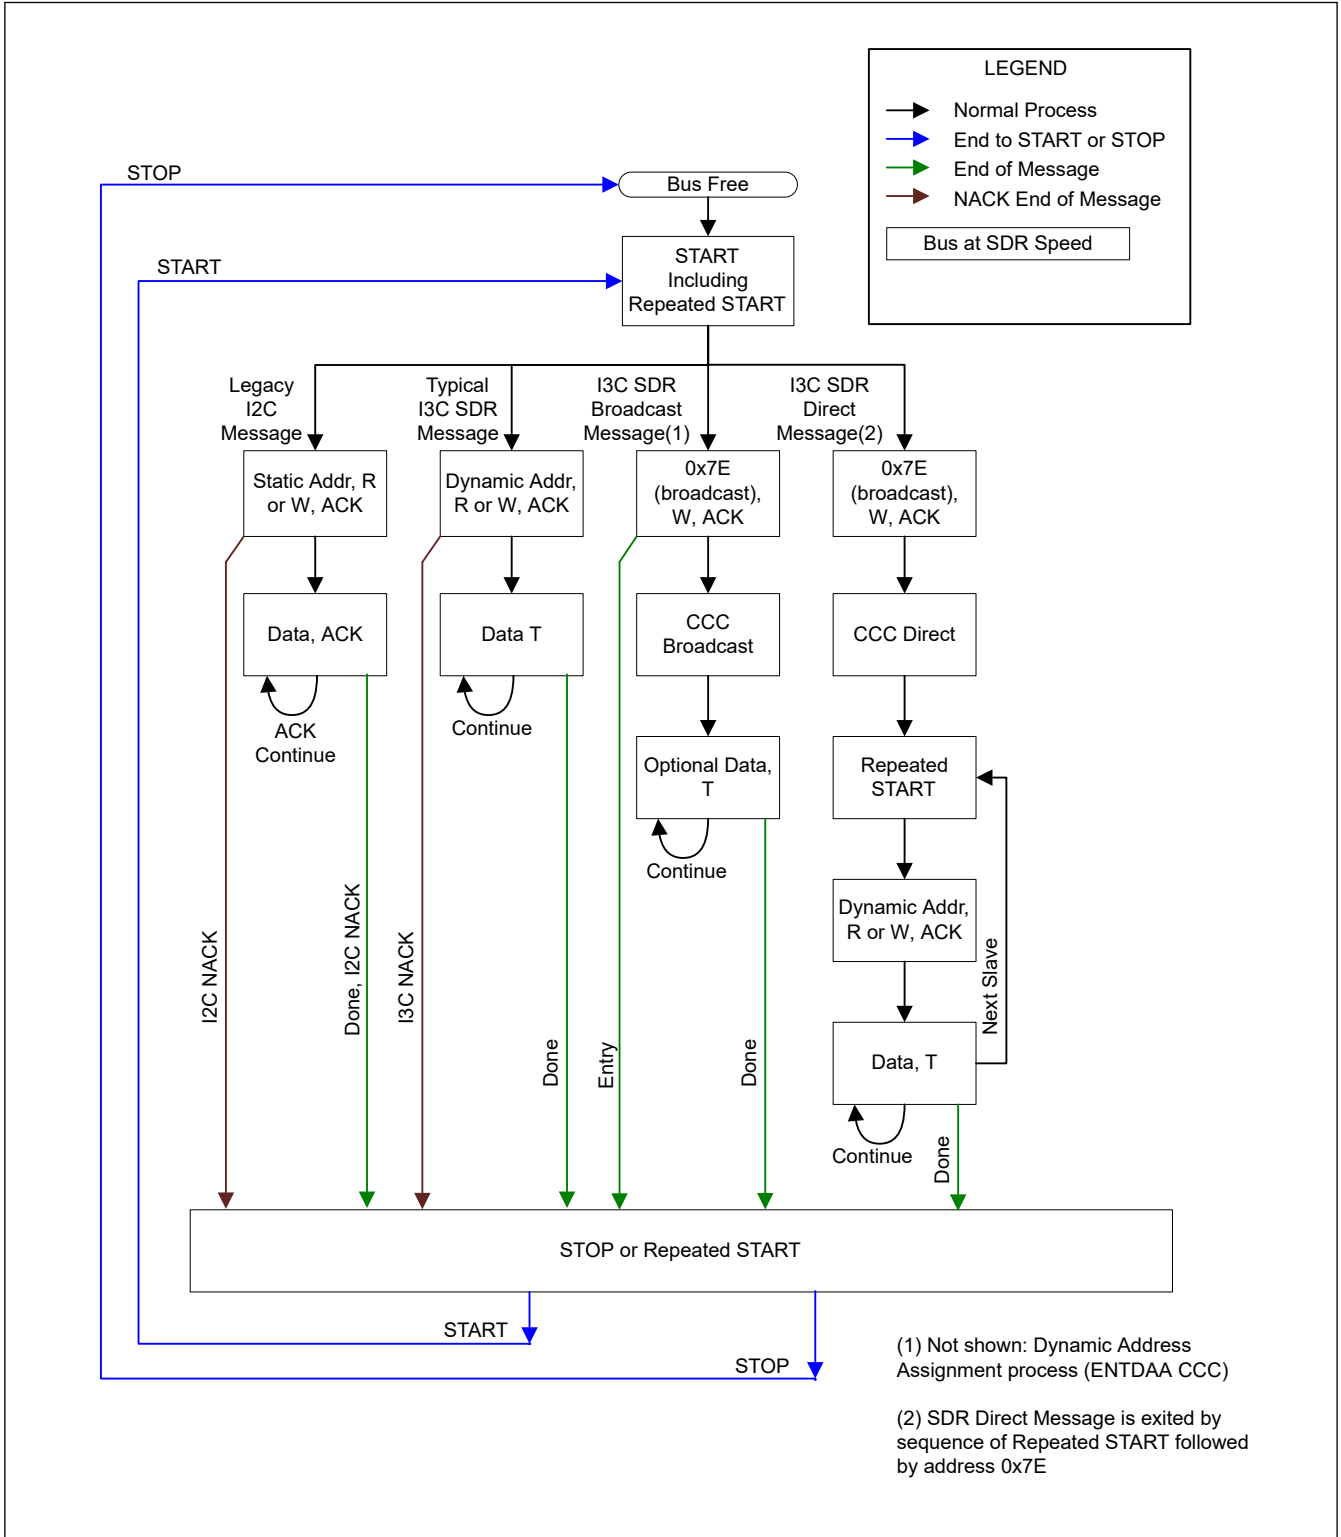 LEGEND
Normal Process
End to START or STOP
End of Message
NACK End of Message
Bus at SDR Speed
STOP
Bus Free
START
START
Including
Repeated START
Legacy
I2C
Message
Typical
I3C SDR
Message
I3C SDR
Broadcast
Message(1)
I3C SDR
Direct
Message(2)
Static Addr, R
or W, ACK
Dynamic Addr,
R or W, ACK
0x7E
(broadcast),
W, ACK
0x7E
(broadcast),
W, ACK
Data, ACK
Data T
CCC
Broadcast
CCC Direct
ACK
Continue
Continue
Optional Data,
T
Repeated
START
Continue
Dynamic Addr,
R or W, ACK
Next Slave
I2C NACK
Done, I2C NACK
I3C NACK
Done
Entry
Done
Data, T
Continue
Done
STOP or Repeated START
START
STOP
(1) Not shown: Dynamic Address
Assignment process (ENTDAA CCC)
(2) SDR Direct Message is exited by
sequence of Repeated START followed
by address 0x7E